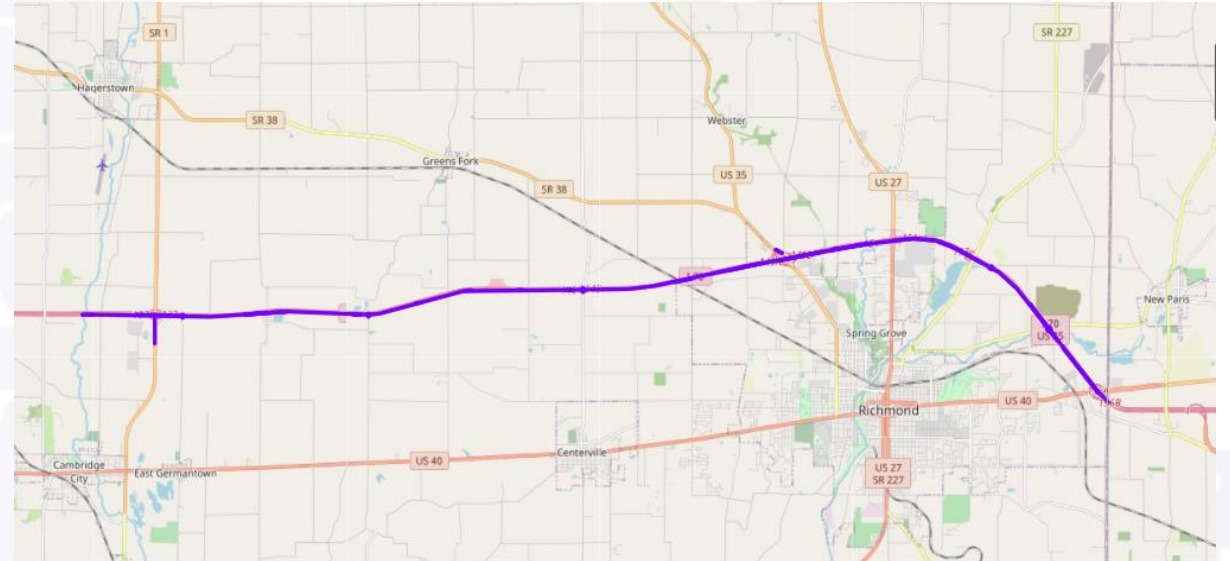 SR 1
SR 227
Hagerstown
SR 38
Webster
Greens Fork
US 35
US 27
SR 38
New Paris
70
US 35
Spring Grove
Richmond
US 40
Centerville
US 40
Cambridge
City
East Germantown
US 27
SR 227